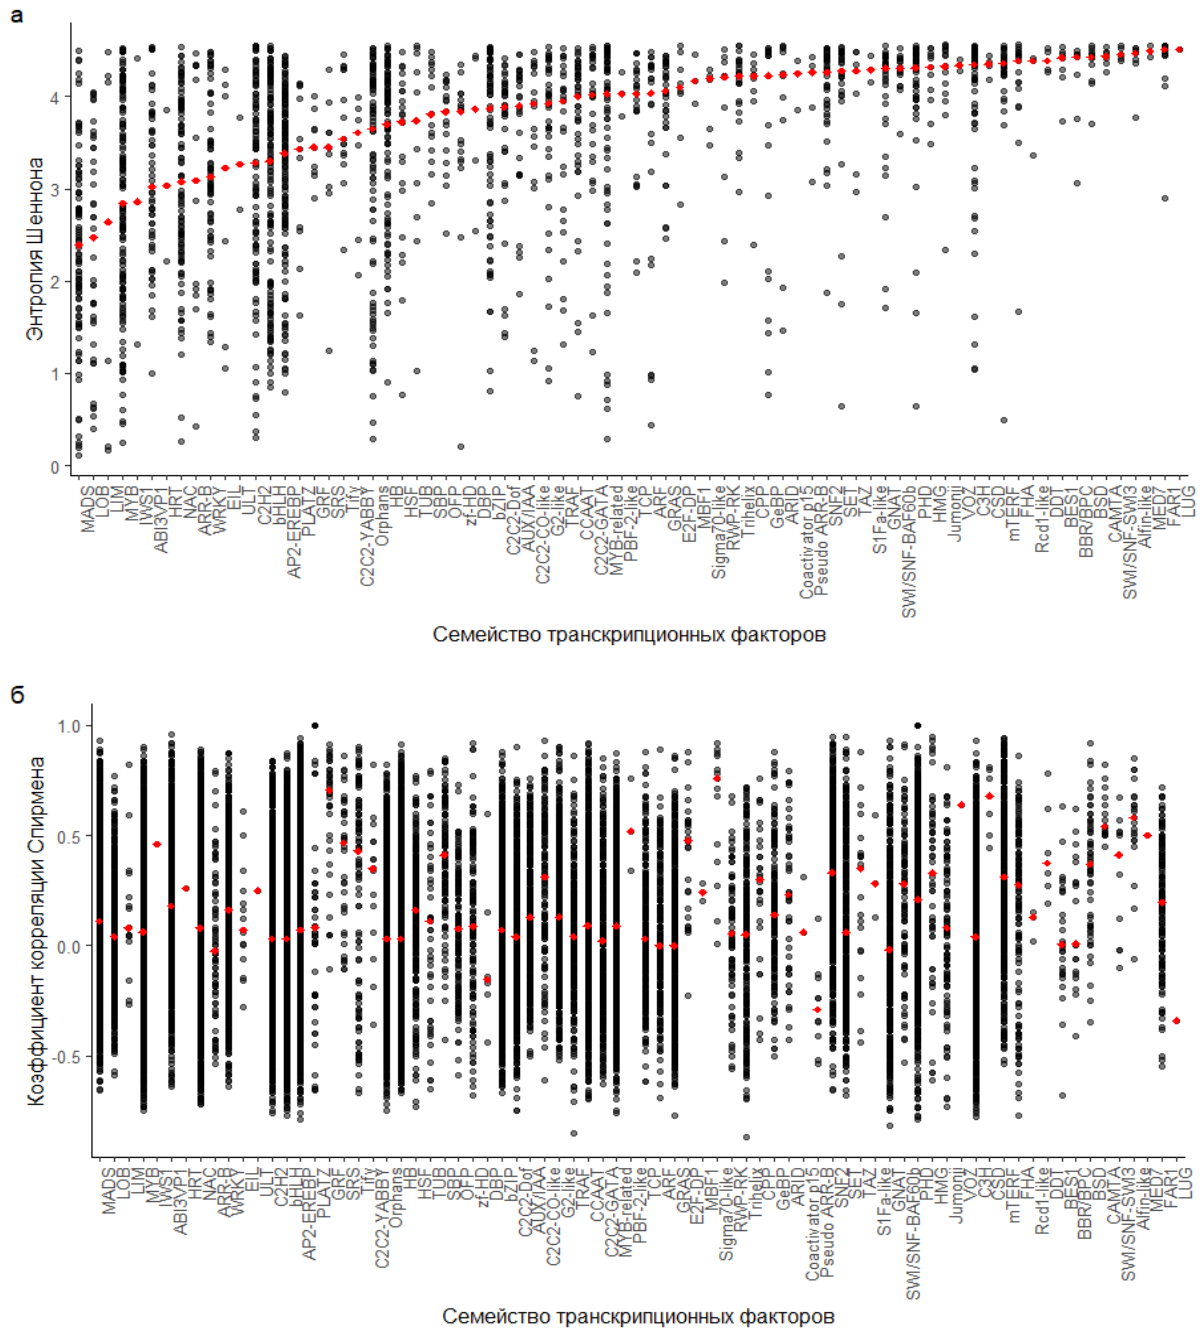 а
Энтропия Шеннона
4
3
2
1
0
MADS
LOB
LIM
MYB
IWS1
ABI3VP1
HRT
NAC
ARR-B
WRKY
EIL
ULT
C2H2
bHLH
AP2-EREBP
PLATZ
GRF
SRS
Tify
C2C2-YABBY
Orphans
HB
HSF
TUB
SBP
OFP
zf-HD
DBP
bZIP
C2C2-Dof
AUX/IAA
C2C2-CO-like
G2-like
TRAF
CCAAT
C2C2-GATA
MYB-related
PBF-2-like
TCP
ARF
GRAS
E2F-DP
MBF1
Sigma70-like
RWP-RK
Trihelix
CPP
GeBP
ARID
Coactivator p15
Pseudo ARR-B
SNF2
SET
TAZ
S1Fa-like
GNAT
SWI/SNF-BAF60b
PHD
HMG
Jumonji
VOZ
C3H
CSD
mTERF
FHA
Rcd1-like
DDT
BES1
BBR/BPC
BSD
CAMTA
SWI/SNF-SWI3
Alfin-like
MED7
FAR1
LUG
Семейство транскрипционных факторов
б
Коэффициент корреляции Спирмена
1.0
0.5
0.0
-0.5
MADS
LOB
LIM
MYB
IWS1
ABI3VP1
HRT
NAC
ARR-B
WRKY
EIL
ULT
C2H2
bHLH
AP2-EREBP
PLATZ
GRF
SRS
Tify
C2C2-YABBY
Orphans
HB
HSF
TUB
SBP
OFP
zf-HD
DBP
bZIP
C2C2-Dof
AUX/IAA
C2C2-CO-like
G2-like
TRAF
CCAAT
C2C2-GATA
MYB-related
PBF-2-like
TCP
ARF
GRAS
E2F-DP
MBF1
Sigma70-like
RWP-RK
Trihelix
CPP
GeBP
ARID
Coactivator p15
Pseudo ARR-B
SNF2
SET
TAZ
S1Fa-like
GNAT
SWI/SNF-BAF60b
PHD
HMG
Jumonji
VOZ
C3H
CSD
mTERF
FHA
Rcd1-like
DDT
BES1
BBR/BPC
BSD
CAMTA
SWI/SNF-SWI3
Alfin-like
MED7
FAR1
LUG
Семейство транскрипционных факторов